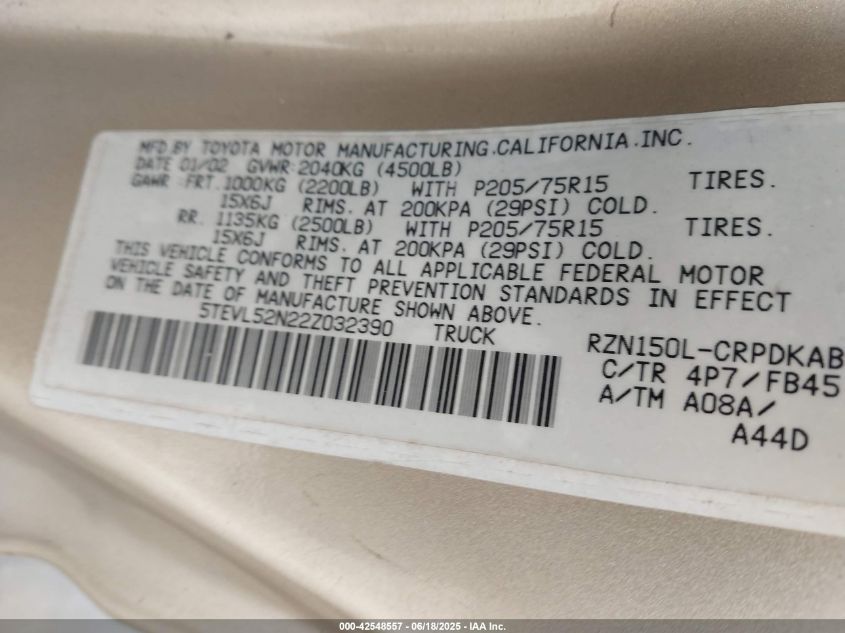 MFD BY TOYOTA MOTOR MANUFACTURING.CALIFORNIA.INC.
DATE 01/02 GVWR 2040KG (4500LB)
GAWR FRT. 1000KG (2200LB) WITH P205/75R15 TIRES.
15X6J RIMS. AT 200KPA (29PSI) COLD.
RR. 1135KG (2500LB) WITH P205/75R15 TIRES.
15X6J RIMS. AT 200KPA (29PSI) COLD.
THIS VEHICLE CONFORMS TO ALL APPLICABLE FEDERAL MOTOR
VEHICLE SAFETY AND THEFT PREVENTION STANDARDS IN EFFECT
ON THE DATE OF MANUFACTURE SHOWN ABOVE.
5TEVL52N22Z032390 TRUCK
RZN150L-CRPDKAB
C/TR 4P7/FB45
A/TM A08A/
A44D
000-42548557 - 06/18/2025 - IAA Inc.